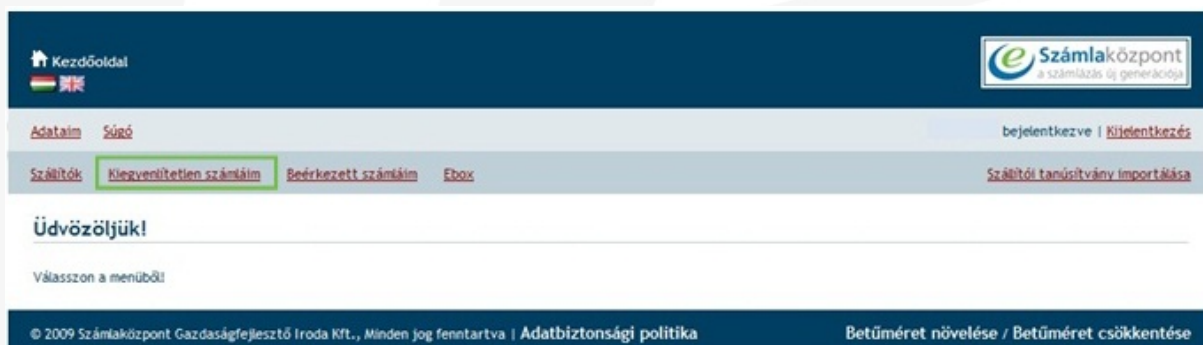 Kezdőoldal
e Számlaközpont
a számlázás új generációja
Adataim Súgó bejelentkezve | Kijelentkezés
Szállítók Kiegyenlítetlen számláim Beérkezett számláim Ebox Szállítói tanúsítvány importálása
Üdvözöljük!
Válasszon a menüből!
© 2009 Számlaközpont Gazdaságfejlesztő Iroda Kft., Minden jog fenntartva | Adatbiztonsági politika Betűméret növelése / Betűméret csökkentése